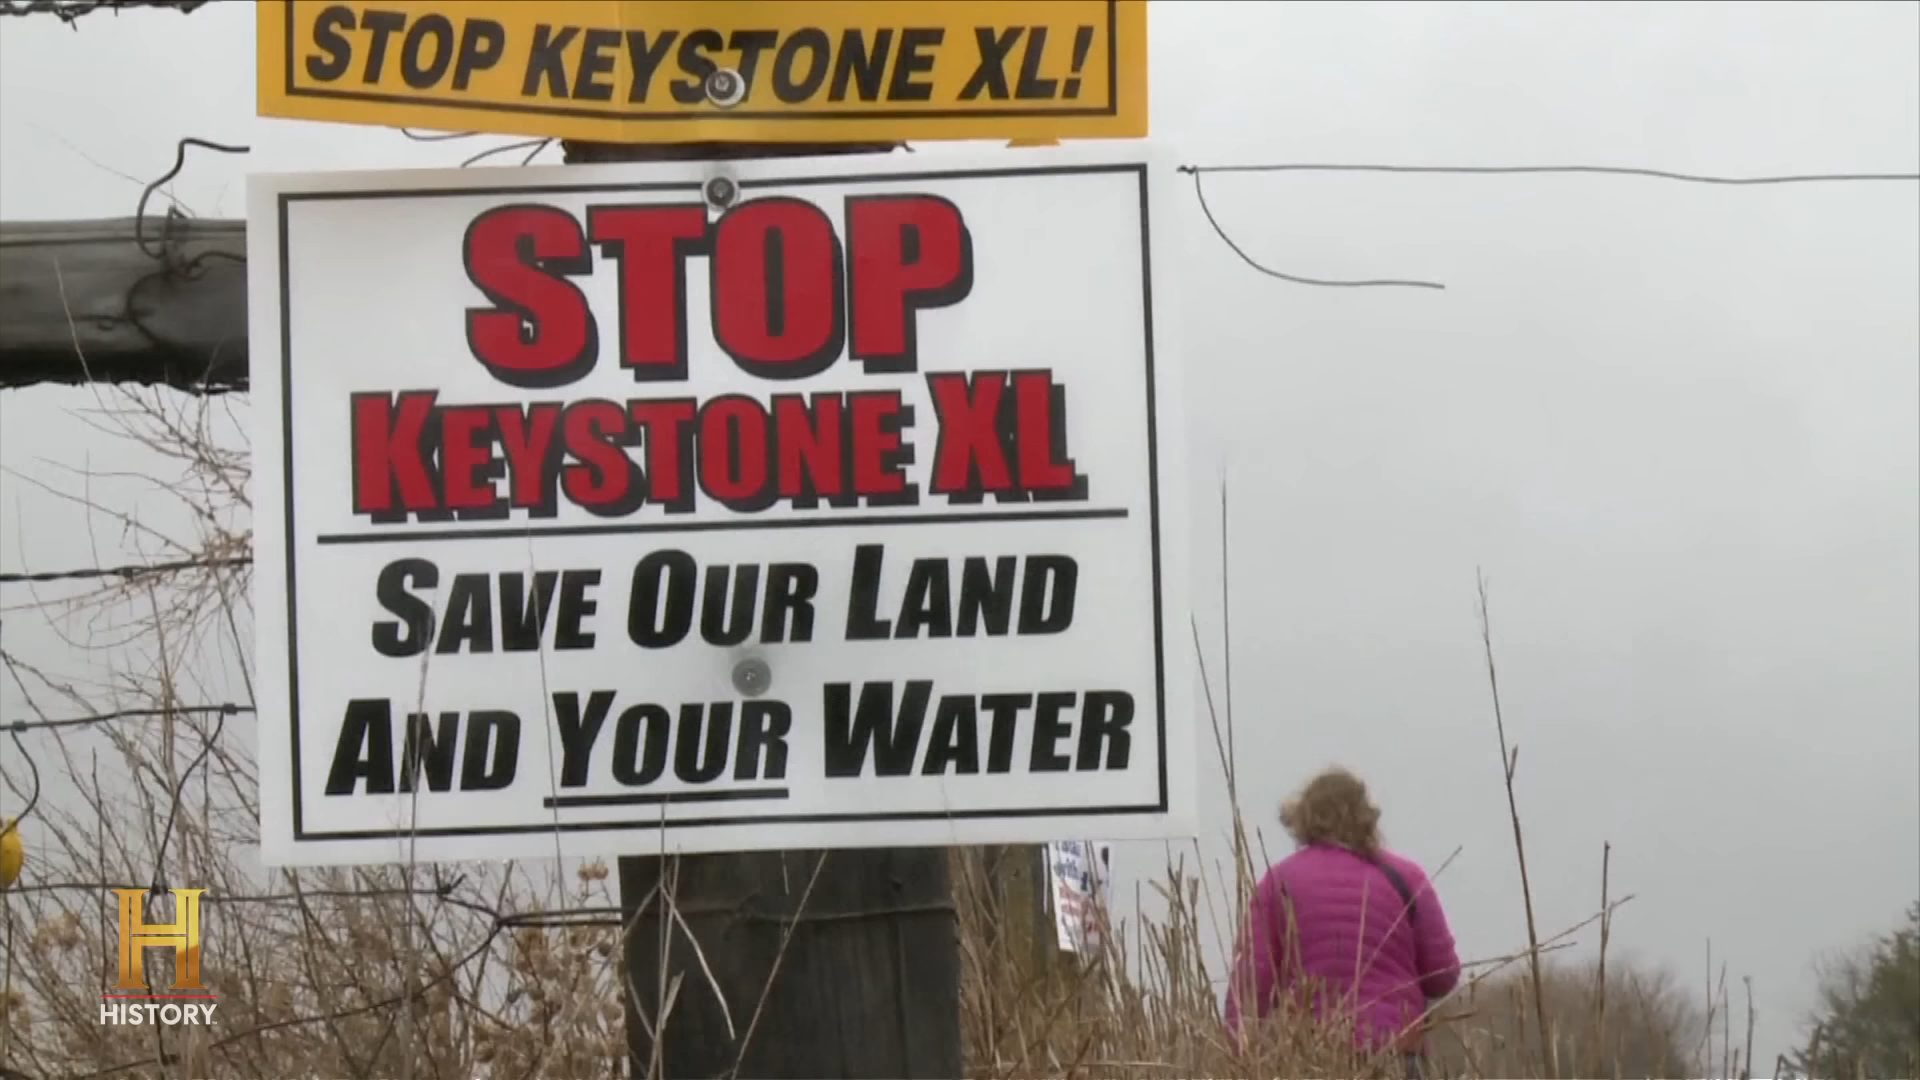 STOP KEYSTONE XL!
STOP
KEYSTONE XL
SAVE OUR LAND
AND YOUR WATER
HISTORY